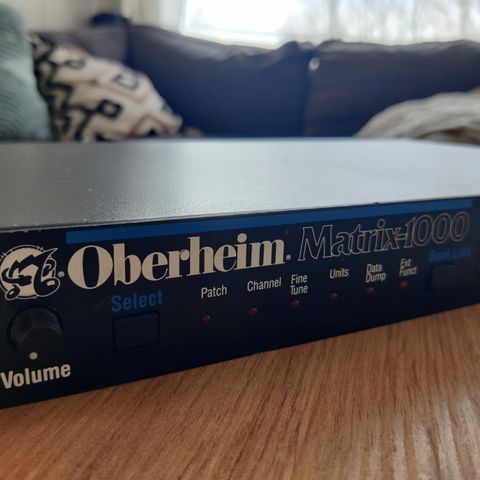 Oberheim® Matrix-1000
Select
Patch
Channel
Fine
Tune
Units
Data
Dump
Ext
Funct
Bank Lock
Volume